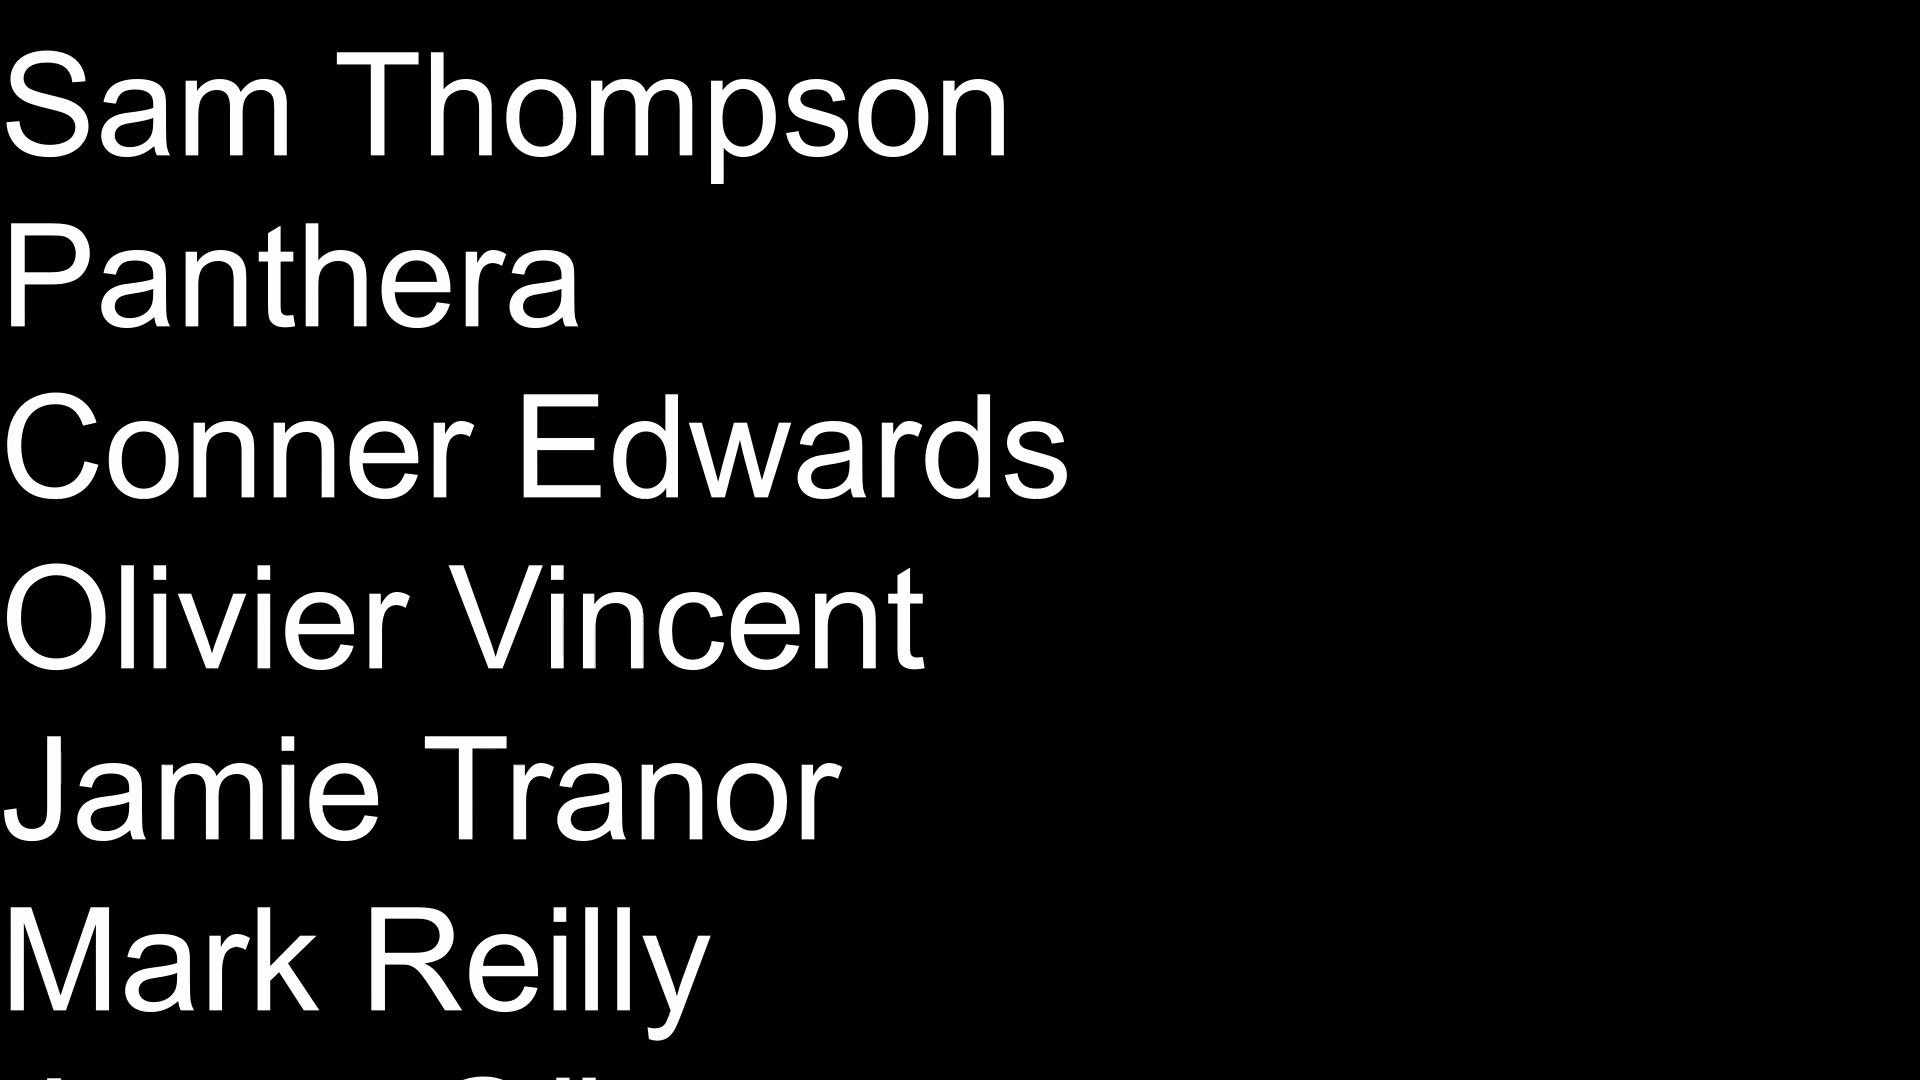 Sam Thompson
Panthera
Conner Edwards
Olivier Vincent
Jamie Tranor
Mark Reilly